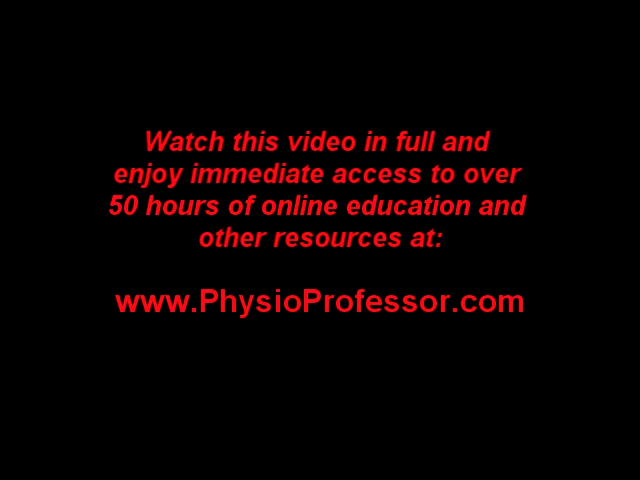 Watch this video in full and
enjoy immediate access to over
50 hours of online education and
other resources at:
www.PhysioProfessor.com